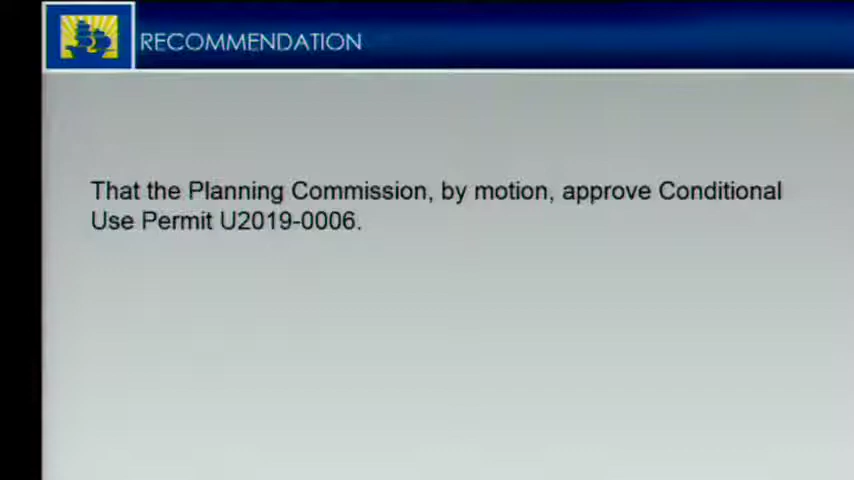 RECOMMENDATION
That the Planning Commission, by motion, approve Conditional
Use Permit U2019-0006.